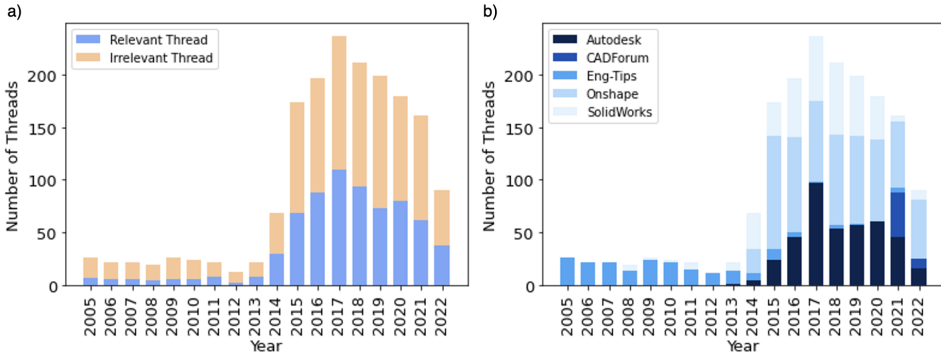 a)
Relevant Thread
Irrelevant Thread
Number of Threads
200
150
100
50
0
2005 2006 2007 2008 2009 2010 2011 2012 2013 2014 2015 2016 2017 2018 2019 2020 2021 2022
Year
b)
Autodesk
CADForum
Eng-Tips
Onshape
SolidWorks
Number of Threads
200
150
100
50
0
2005 2006 2007 2008 2009 2010 2011 2012 2013 2014 2015 2016 2017 2018 2019 2020 2021 2022
Year